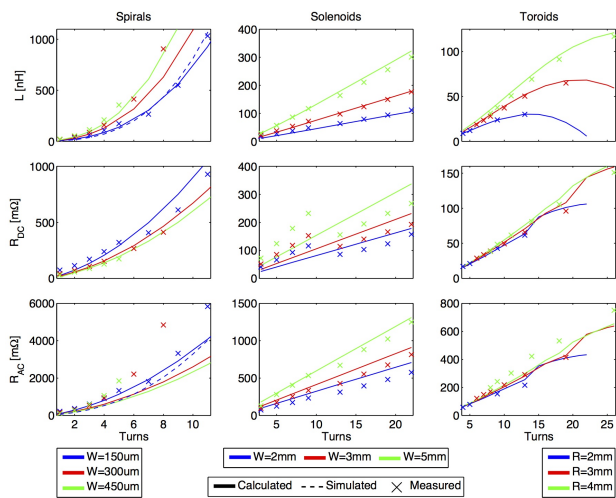 Spirals Solenoids Toroids
L [nH]
1000
500
0
300
200
100
0
100
50
0
R_DC [mΩ]
1000
500
0
400
300
200
100
0
150
100
50
0
R_AC [mΩ]
6000
4000
2000
0
1500
1000
500
0
800
600
400
200
0
2 4 6 8 10
5 10 15 20
5 10 15 20 25
Turns Turns Turns
W=150um
W=300um
W=450um
W=2mm W=3mm W=5mm
R=2mm
R=3mm
R=4mm
Calculated Simulated Measured